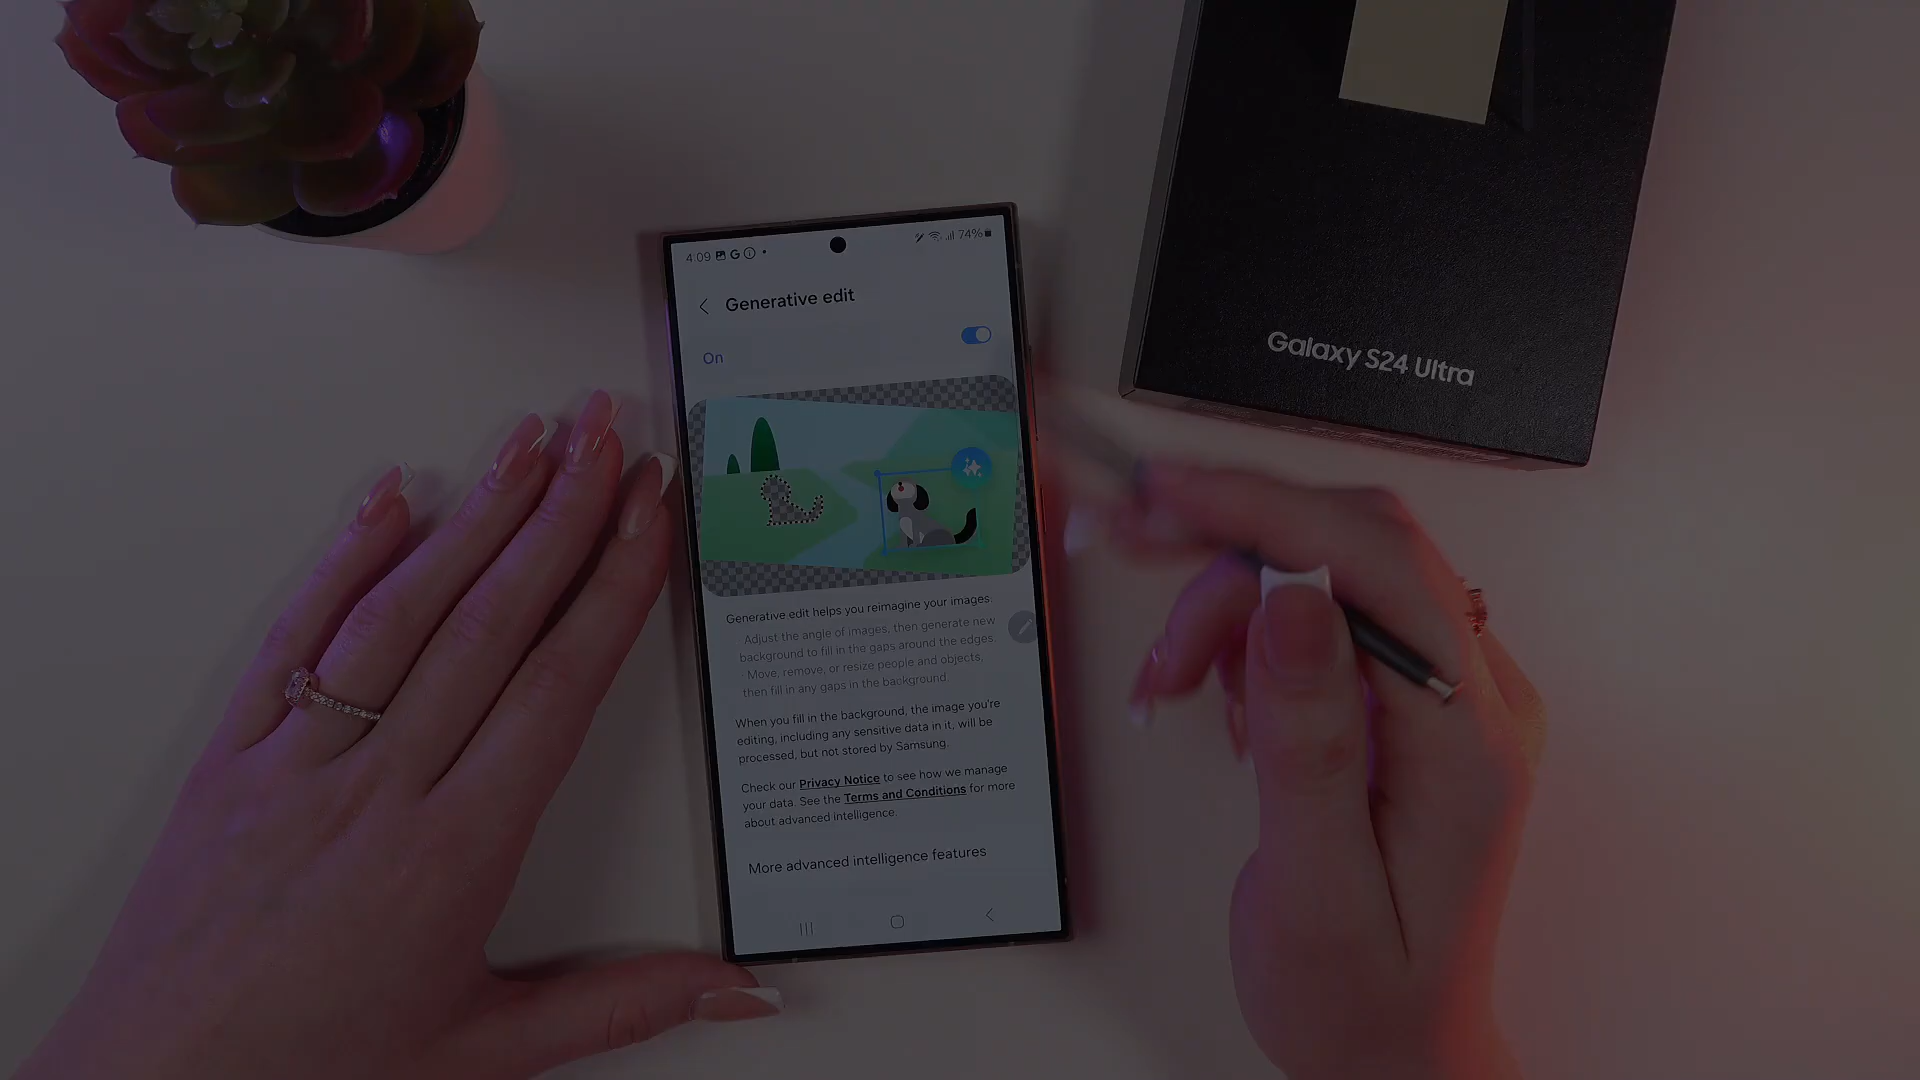 4:09
74%
Generative edit
On
Generative edit helps you reimagine your images.
· Adjust the angle of images, then generate new
background to fill in the gaps around the edges.
· Move, remove, or resize people and objects,
then fill in any gaps in the background.
When you fill in the background, the image you're
editing, including any sensitive data in it, will be
processed, but not stored by Samsung.
Check our Privacy Notice to see how we manage
your data. See the Terms and Conditions for more
about advanced intelligence.
More advanced intelligence features
Galaxy S24 Ultra